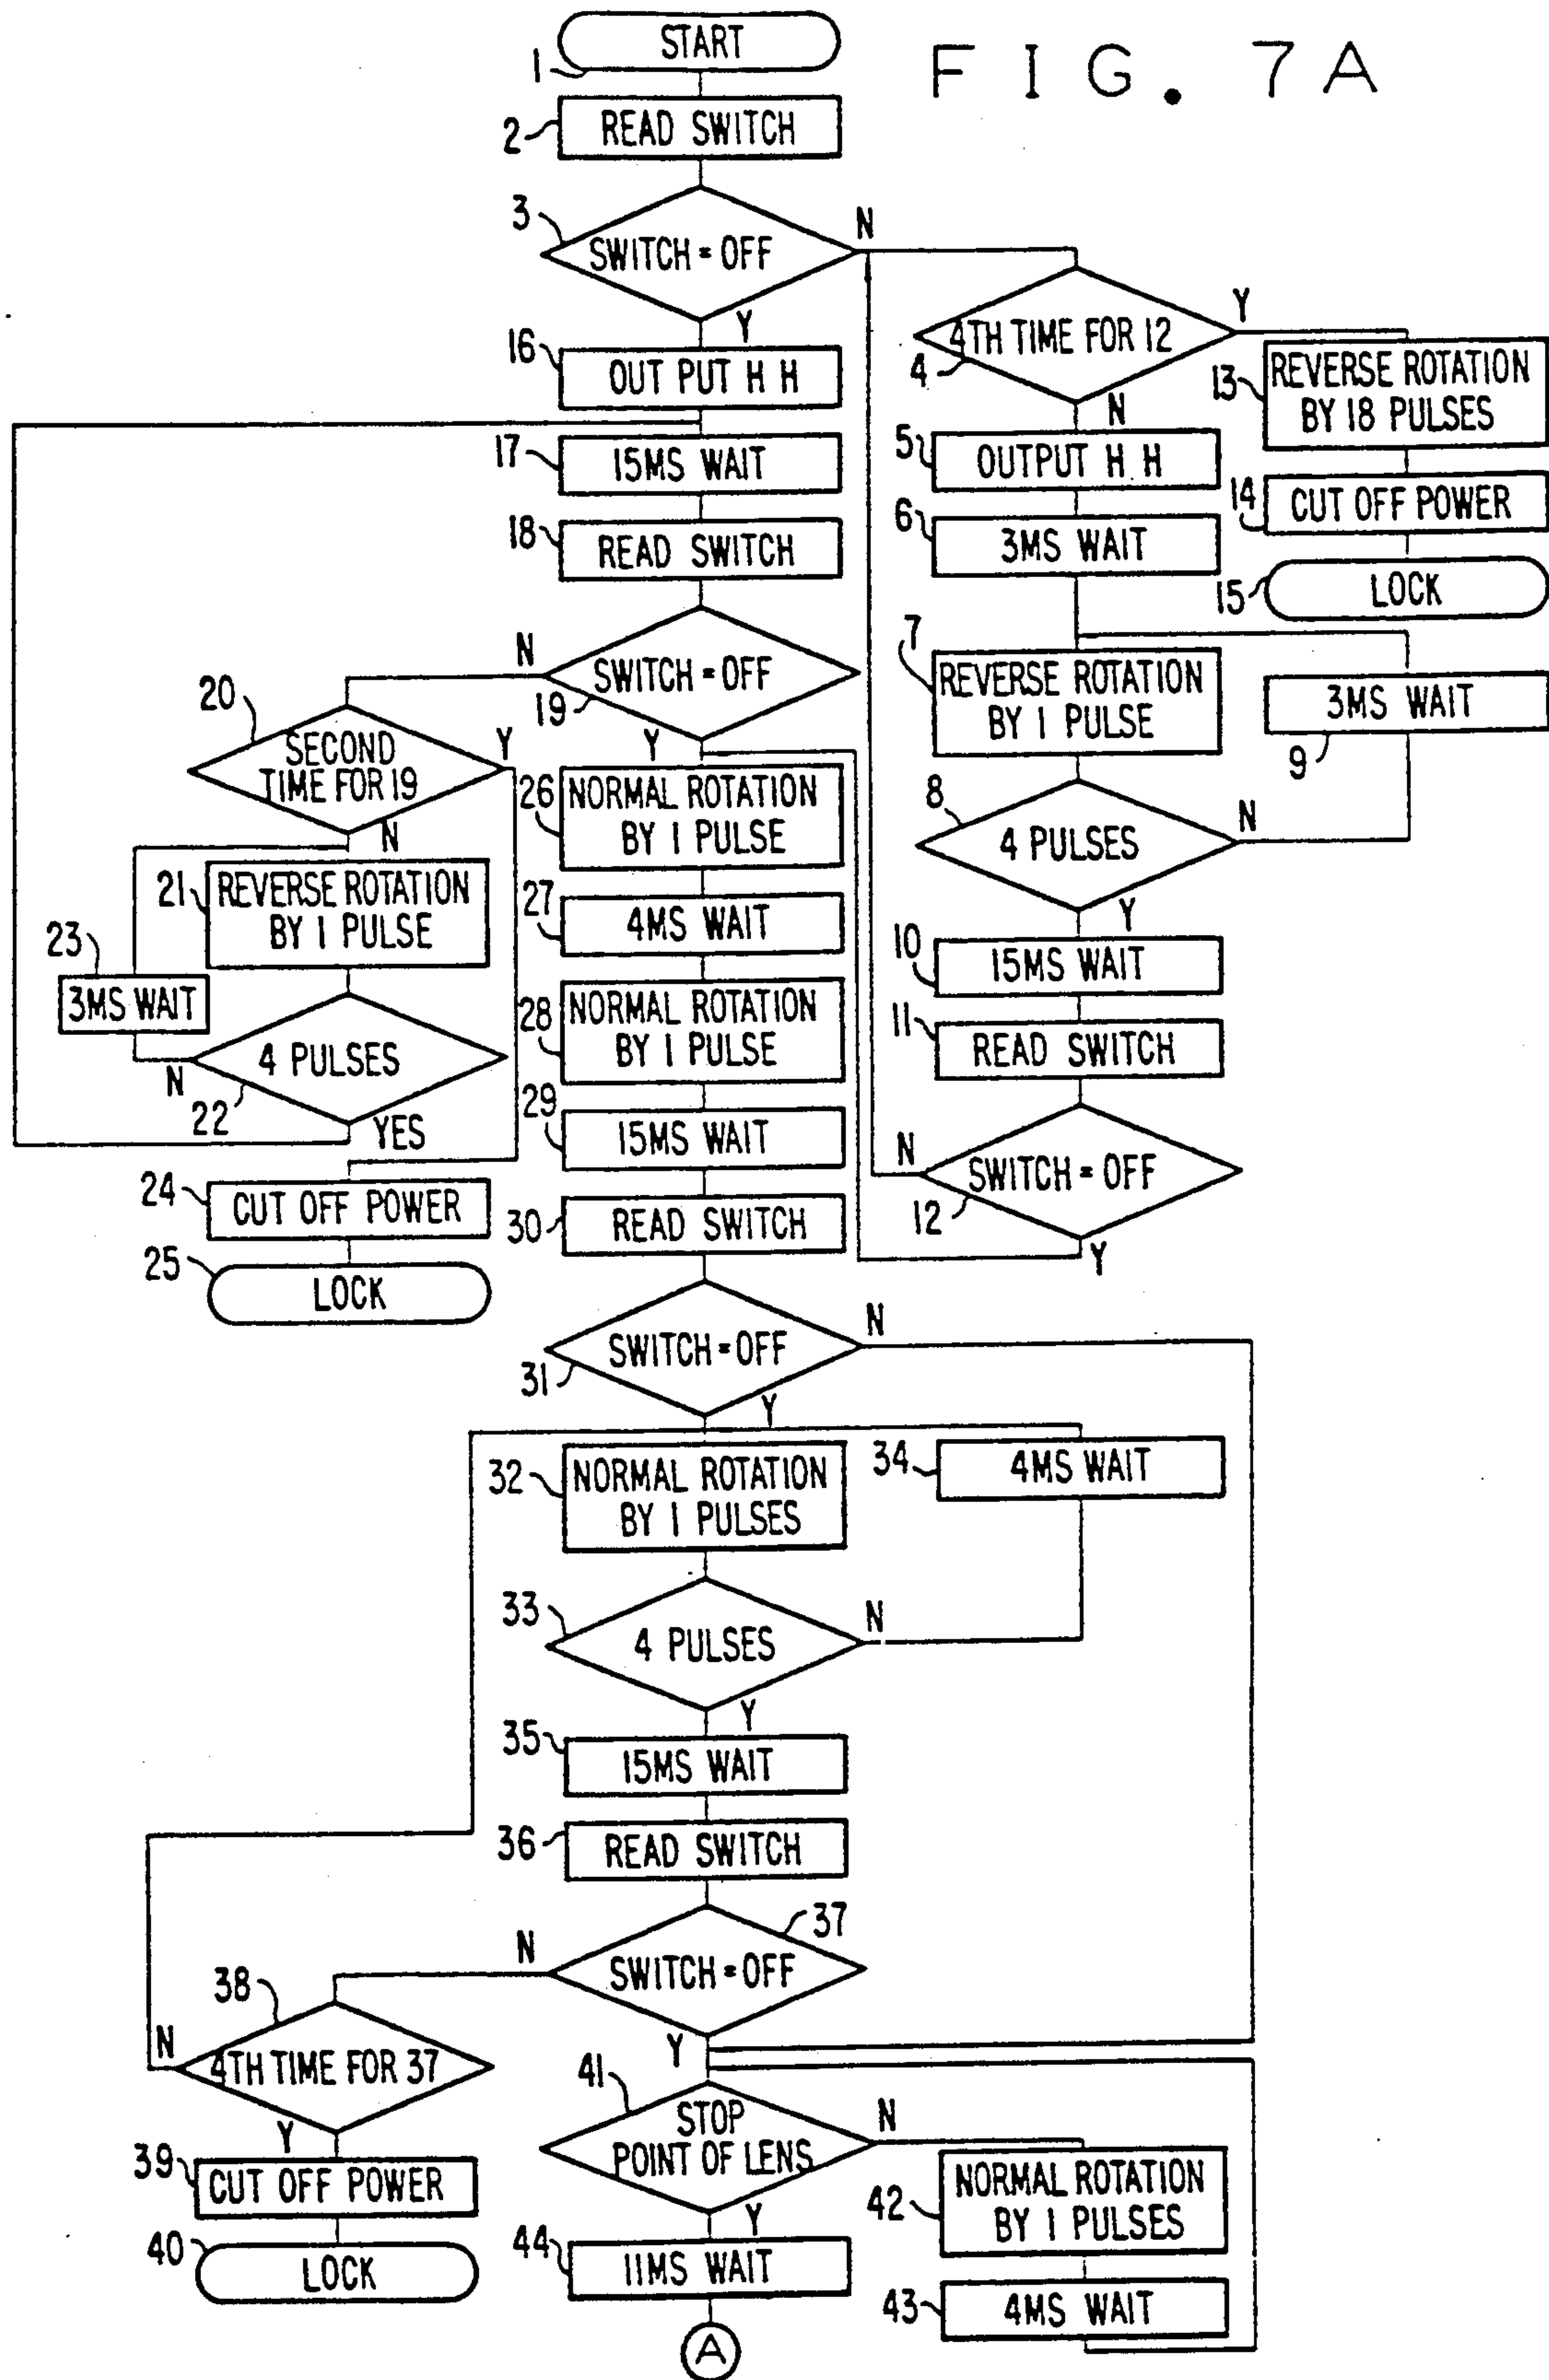 FIG. 7A
START
1
2
READ SWITCH
3
SWITCH = OFF
N
Y
4TH TIME FOR 12
4
Y
N
16
OUT PUT H H
13
REVERSE ROTATION
BY 18 PULSES
5
OUTPUT H H
17
15MS WAIT
14
CUT OFF POWER
6
3MS WAIT
18
READ SWITCH
15
LOCK
7
REVERSE ROTATION
BY 1 PULSE
3MS WAIT
9
N
SWITCH = OFF
19
Y
20
SECOND
TIME FOR 19
Y
N
26
NORMAL ROTATION
BY 1 PULSE
8
4 PULSES
N
Y
21
REVERSE ROTATION
BY 1 PULSE
27
4MS WAIT
23
3MS WAIT
10
15MS WAIT
28
NORMAL ROTATION
BY 1 PULSE
11
READ SWITCH
4 PULSES
N
22
YES
29
15MS WAIT
N
SWITCH = OFF
12
Y
24
CUT OFF POWER
30
READ SWITCH
25
LOCK
SWITCH = OFF
31
N
Y
32
NORMAL ROTATION
BY 1 PULSES
34
4MS WAIT
33
4 PULSES
N
Y
35
15MS WAIT
36
READ SWITCH
37
N
SWITCH = OFF
Y
38
N
4TH TIME FOR 37
Y
41
STOP
POINT OF LENS
N
Y
39
CUT OFF POWER
42
NORMAL ROTATION
BY 1 PULSES
40
LOCK
44
11MS WAIT
43
4MS WAIT
A